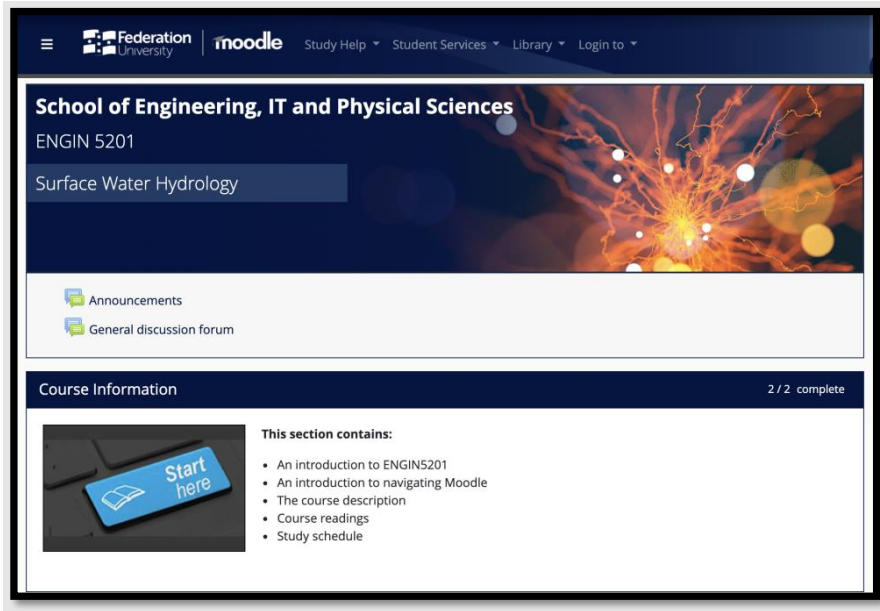 Federation University moodle Study Help Student Services Library Login to
School of Engineering, IT and Physical Sciences
ENGIN 5201
Surface Water Hydrology
Announcements
General discussion forum
Course Information 2 / 2 complete
Start here
This section contains:
An introduction to ENGIN5201
An introduction to navigating Moodle
The course description
Course readings
Study schedule